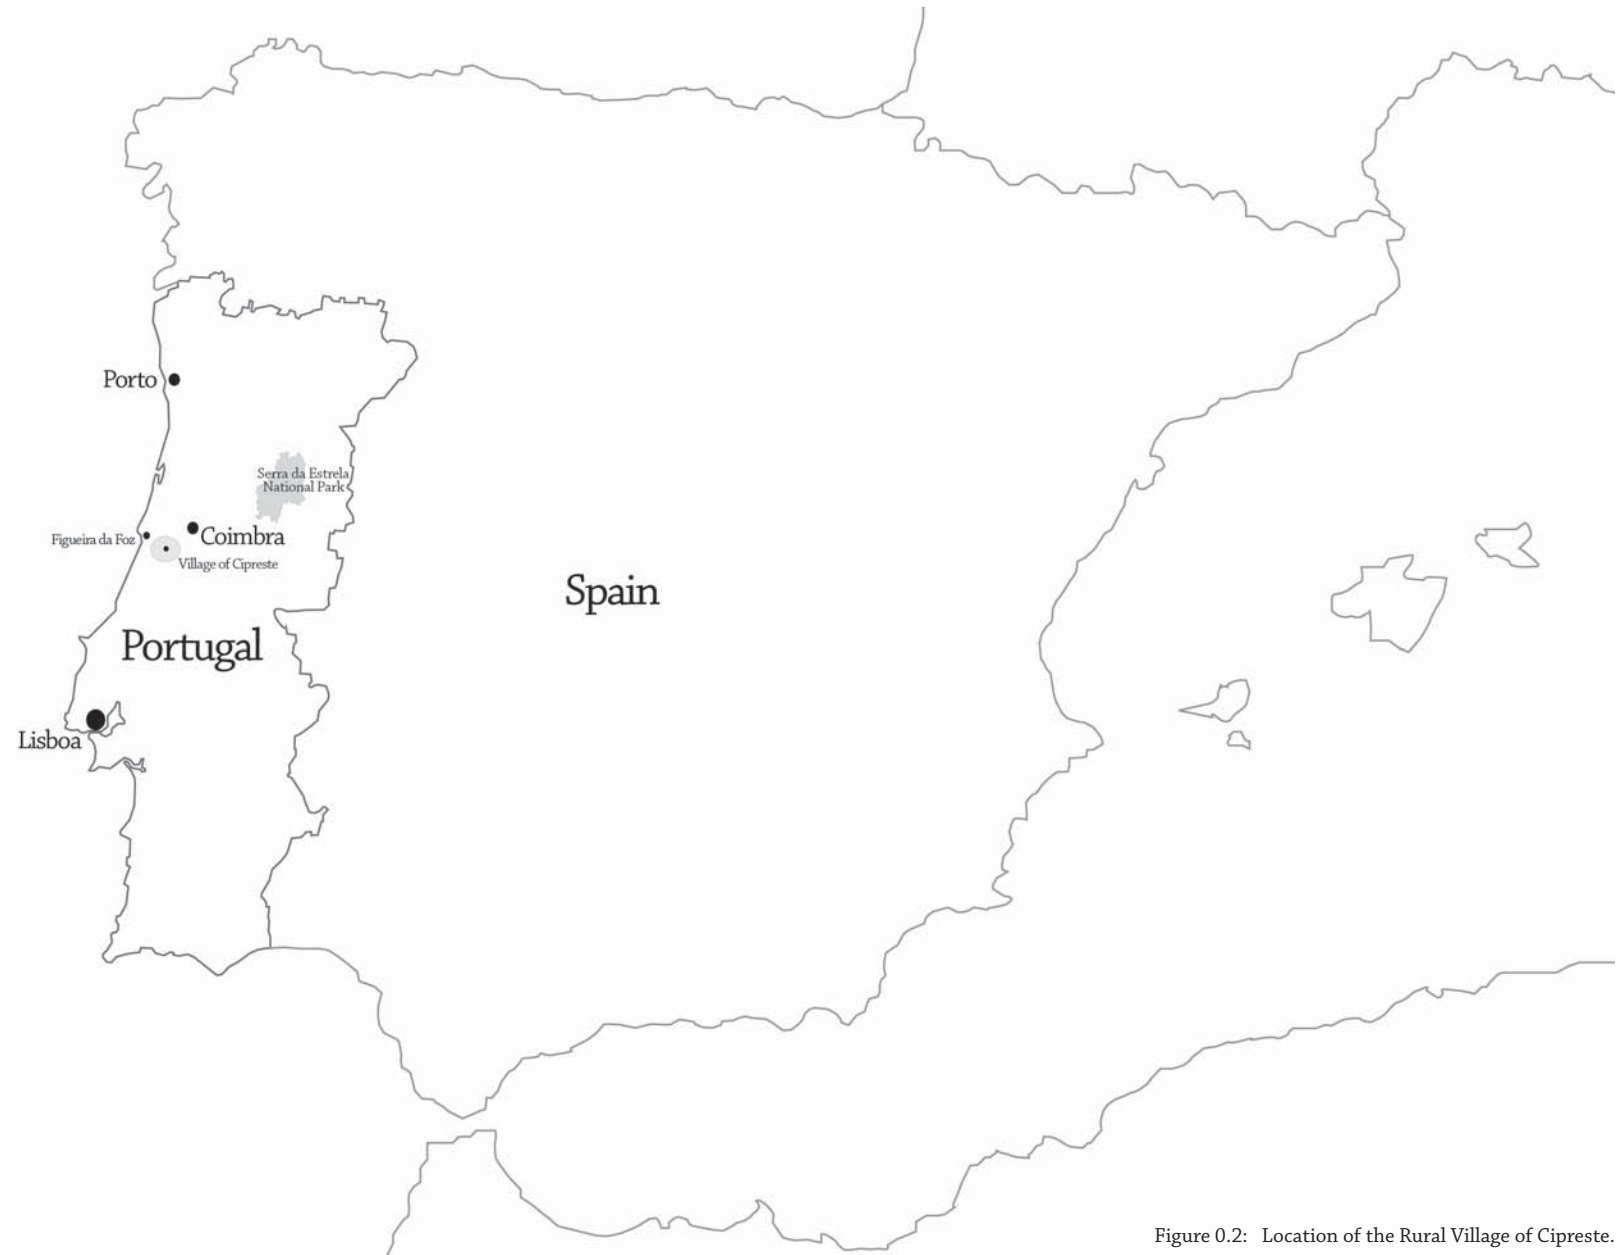 Porto
Serra da Estrela
National Park
Figueira da Foz
Coimbra
Village of Cipreste
Spain
Portugal
Lisboa
Figure 0.2: Location of the Rural Village of Cipreste.